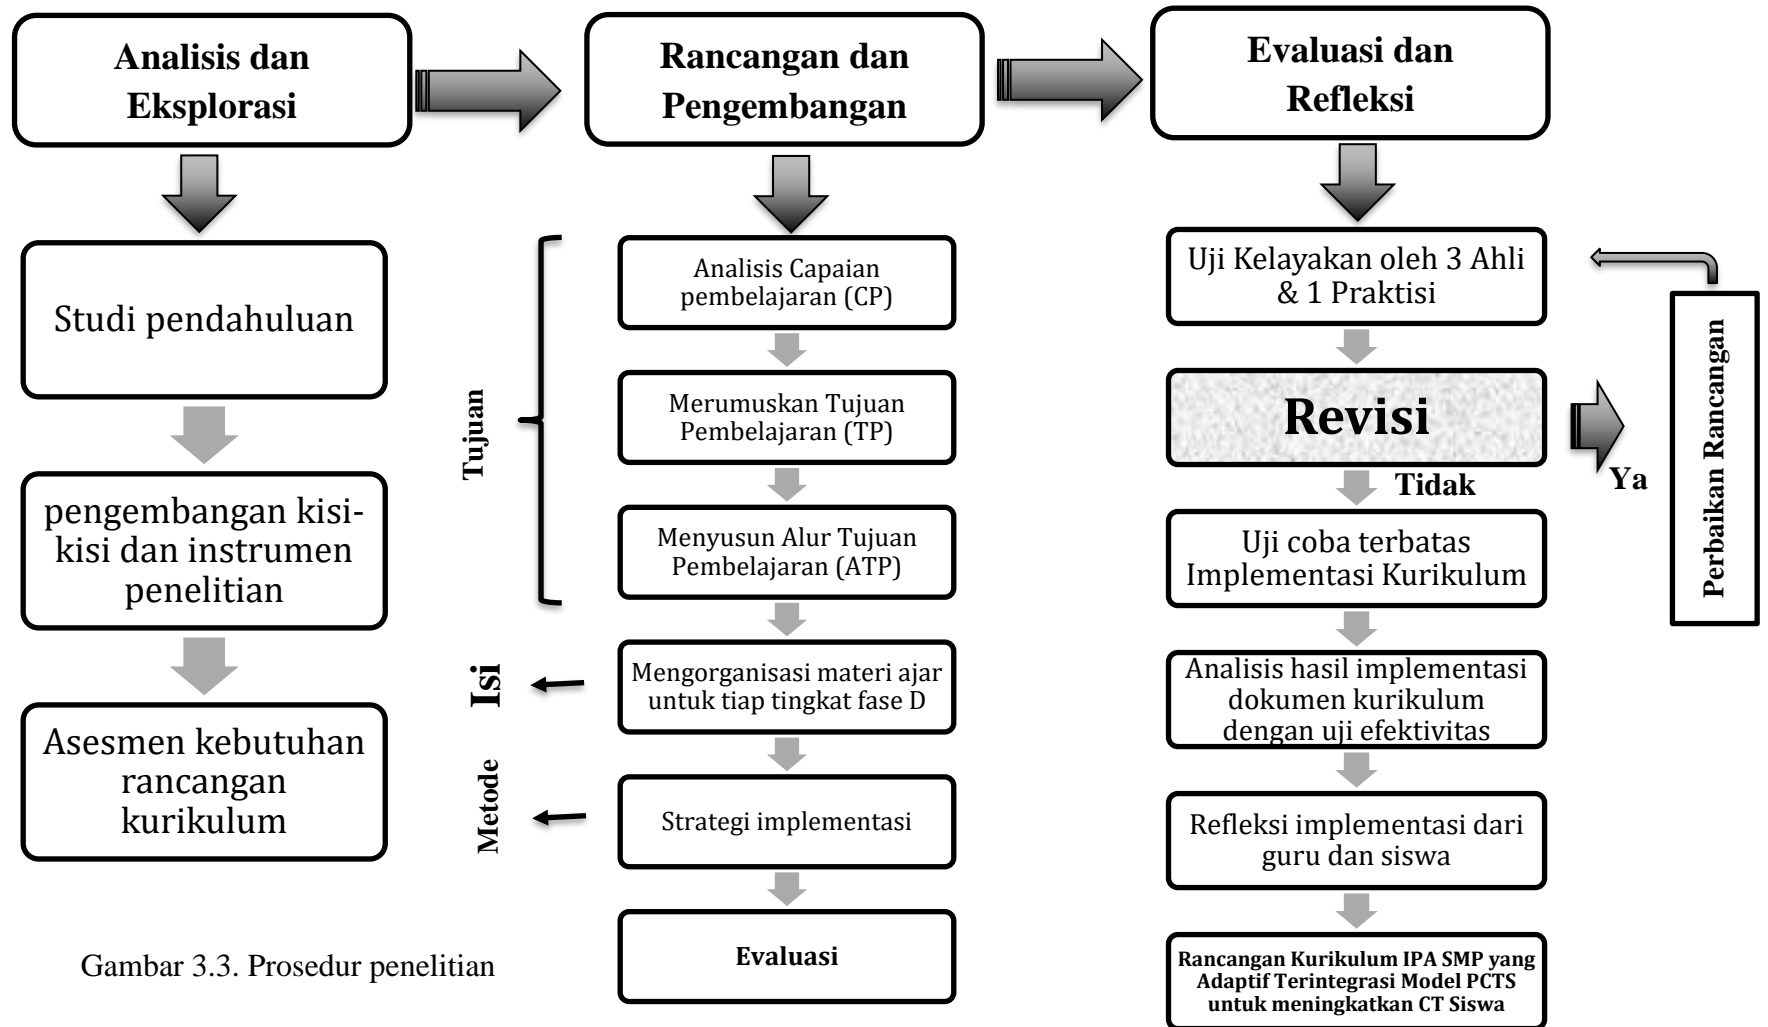 Analisis dan
Eksplorasi
Studi pendahuluan
pengembangan kisi-
kisi dan instrumen
penelitian
Asesmen kebutuhan
rancangan
kurikulum
Rancangan dan
Pengembangan
Tujuan
Analisis Capaian
pembelajaran (CP)
Merumuskan Tujuan
Pembelajaran (TP)
Menyusun Alur Tujuan
Pembelajaran (ATP)
Isi
Mengorganisasi materi ajar
untuk tiap tingkat fase D
Metode
Strategi implementasi
Evaluasi
Evaluasi dan
Refleksi
Uji Kelayakan oleh 3 Ahli
& 1 Praktisi
Revisi
Tidak
Ya
Perbaikan Rancangan
Uji coba terbatas
Implementasi Kurikulum
Analisis hasil implementasi
dokumen kurikulum
dengan uji efektivitas
Refleksi implementasi dari
guru dan siswa
Rancangan Kurikulum IPA SMP yang
Adaptif Terintegrasi Model PCTS
untuk meningkatkan CT Siswa
Gambar 3.3. Prosedur penelitian